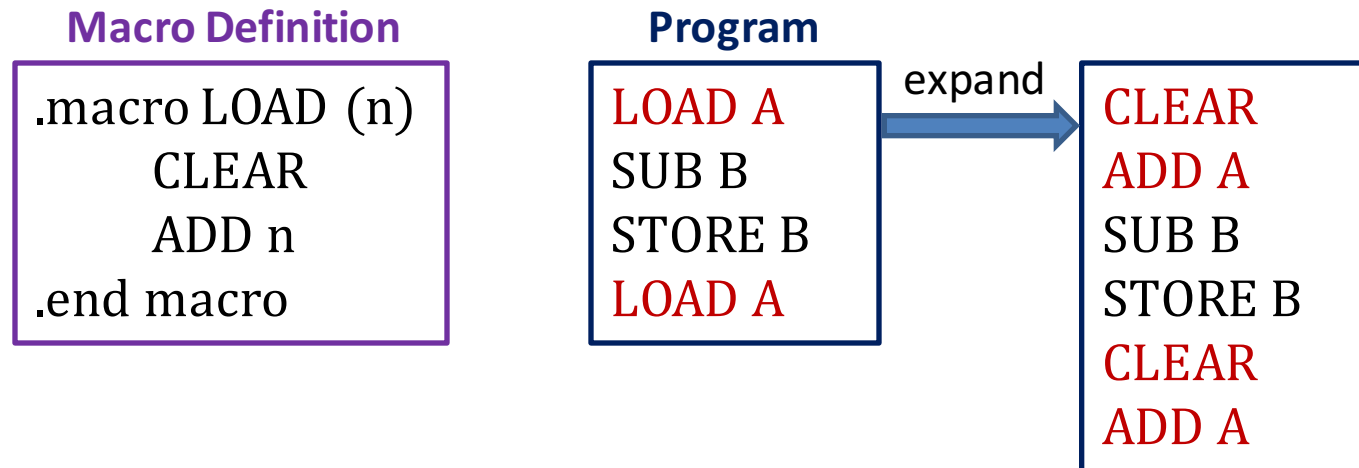 Macro Definition
.macro LOAD (n)
CLEAR
ADD n
.end macro
Program
LOAD A
SUB B
STORE B
LOAD A
expand
CLEAR
ADD A
SUB B
STORE B
CLEAR
ADD A